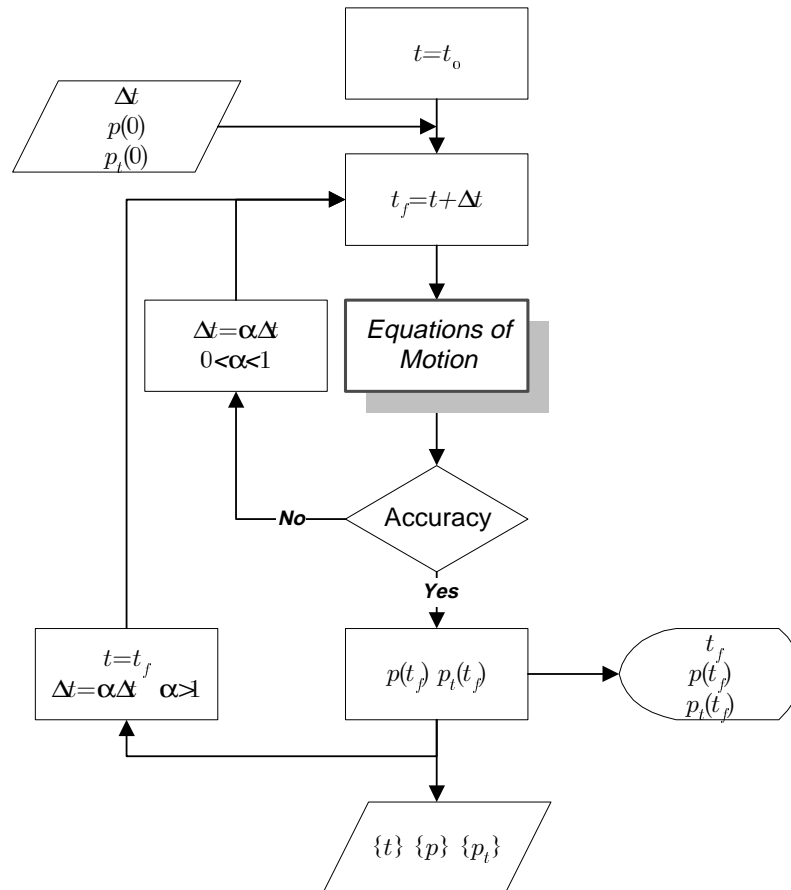 t=t₀
Δt
p(0)
pₜ(0)
t_f=t+Δt
Δt=αΔt
0<α<1
Equations of
Motion
Accuracy
No
Yes
t=t_f
Δt=αΔt α>1
p(t_f) pₜ(t_f)
t_f
p(t_f)
pₜ(t_f)
{t} {p} {pₜ}